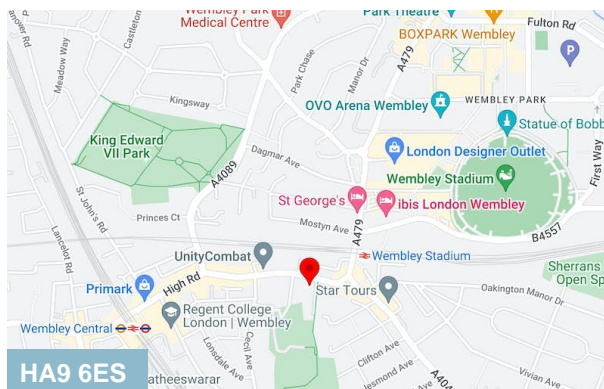 Wembley Park
Medical Centre
Park Theatre
Fulton Rd
BOXPARK Wembley
Castleton
Meadow Way
Park Chase
Manor Dr
A479
Kingsway
OVO Arena Wembley
WEMBLEY PARK
Statue of Bobb
King Edward
VII Park
Dagmar Ave
London Designer Outlet
First Way
A4089
Wembley Stadium
St John's Rd
St George's
ibis London Wembley
Princes Ct
Mostyn Ave
A479
B4557
Lancelot Rd
UnityCombat
Wembley Stadium
Sherrans
Open Sp
Primark
High Rd
Star Tours
Oakington Manor Dr
Regent College
London | Wembley
Wembley Central
Cecil Ave
Lonsdale Ave
Clifton Ave
Vivian Ave
HA9 6ES